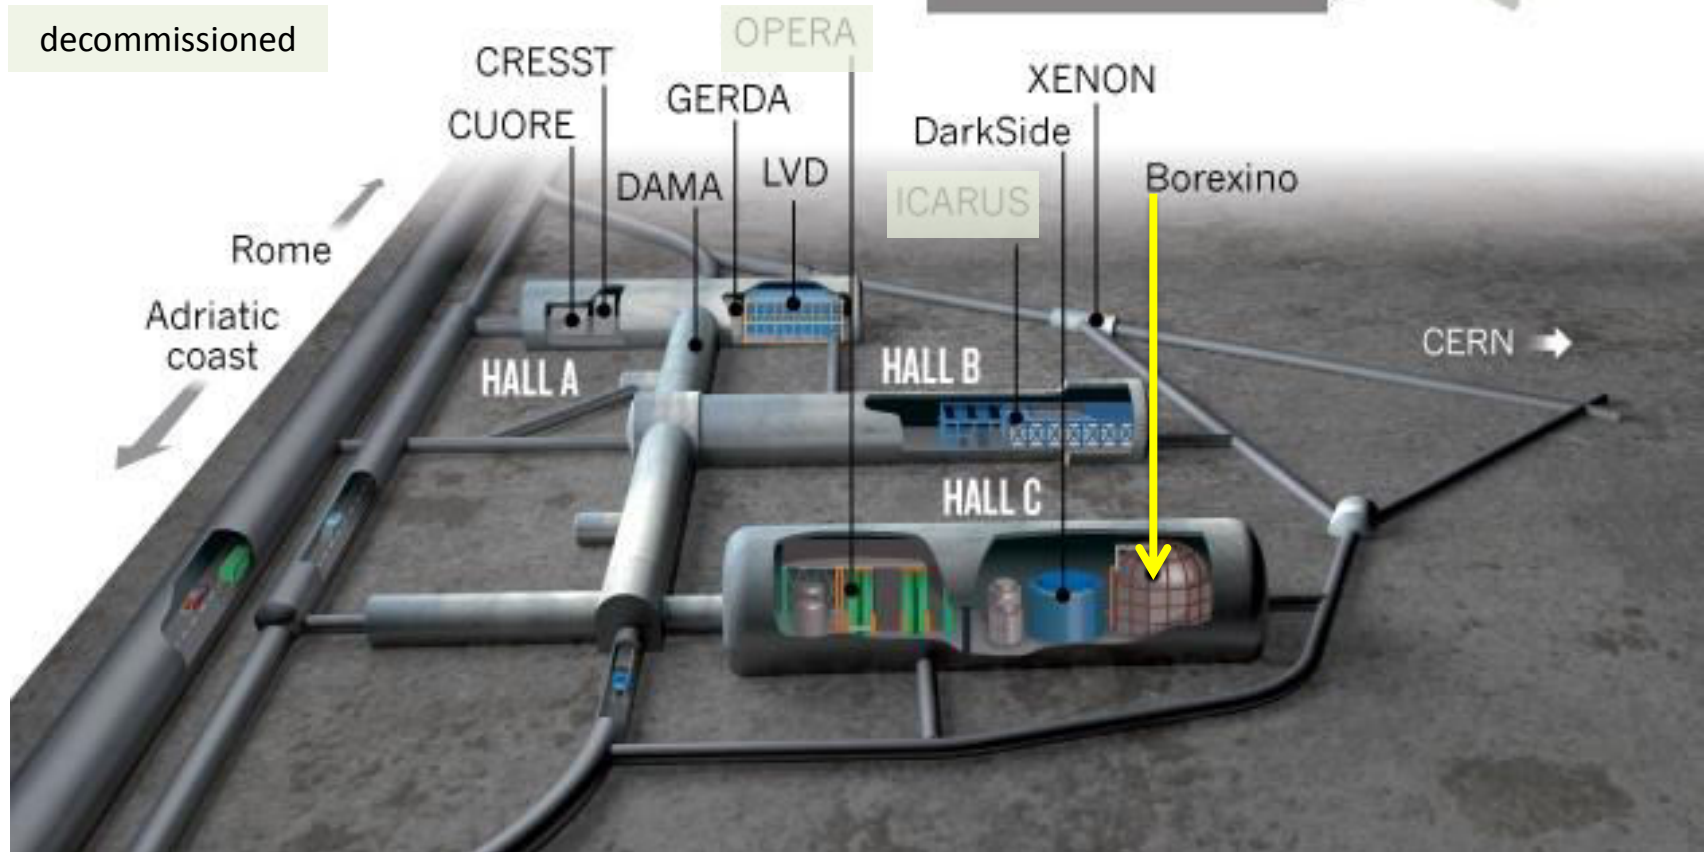 decommissioned
OPERA
CRESST
XENON
GERDA
CUORE
DarkSide
LVD
DAMA
Borexino
ICARUS
Rome
Adriatic
coast
CERN
HALL A
HALL B
HALL C